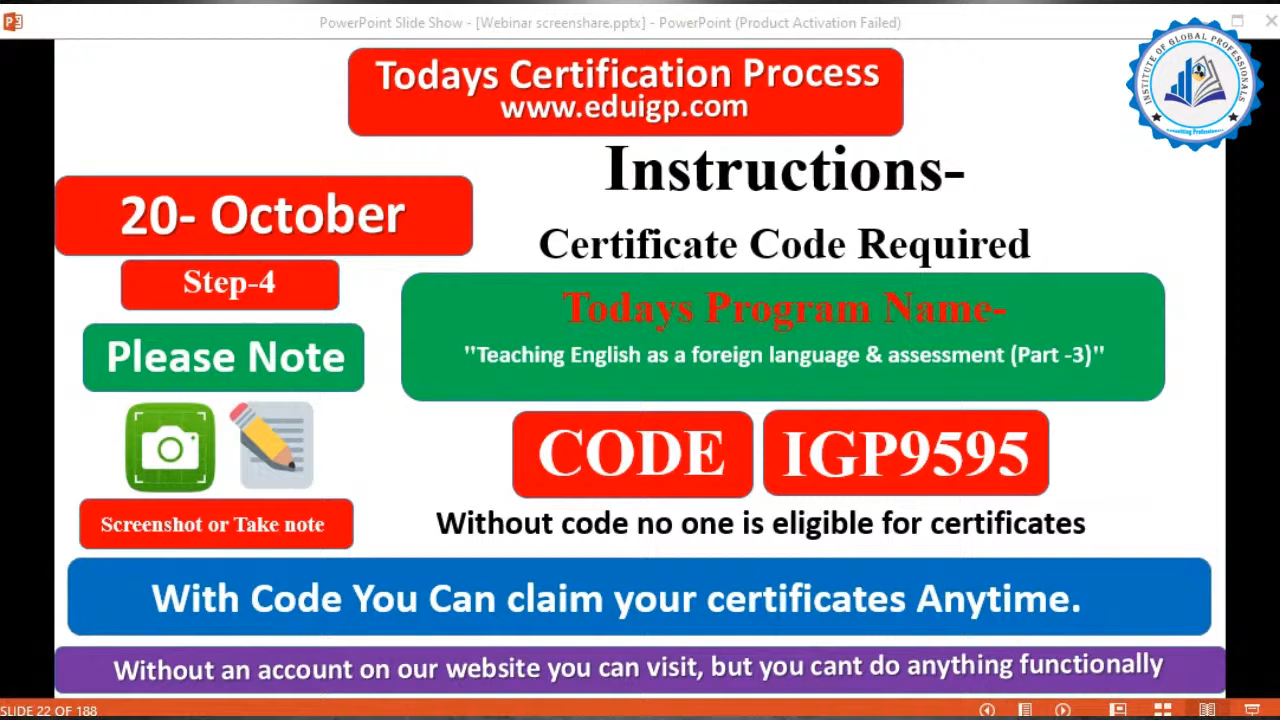 PowerPoint Slide Show - [Webinar screenshare.pptx] - PowerPoint (Product Activation Failed)
INSTITUTE OF GLOBAL PROFESSIONALS
Todays Certification Process
www.eduigp.com
Instructions-
20- October
Certificate Code Required
Step-4
Todays Program Name-
"Teaching English as a foreign language & assessment (Part -3)"
Please Note
CODE
IGP9595
Screenshot or Take note
Without code no one is eligible for certificates
With Code You Can claim your certificates Anytime.
Without an account on our website you can visit, but you cant do anything functionally
SLIDE 22 OF 188